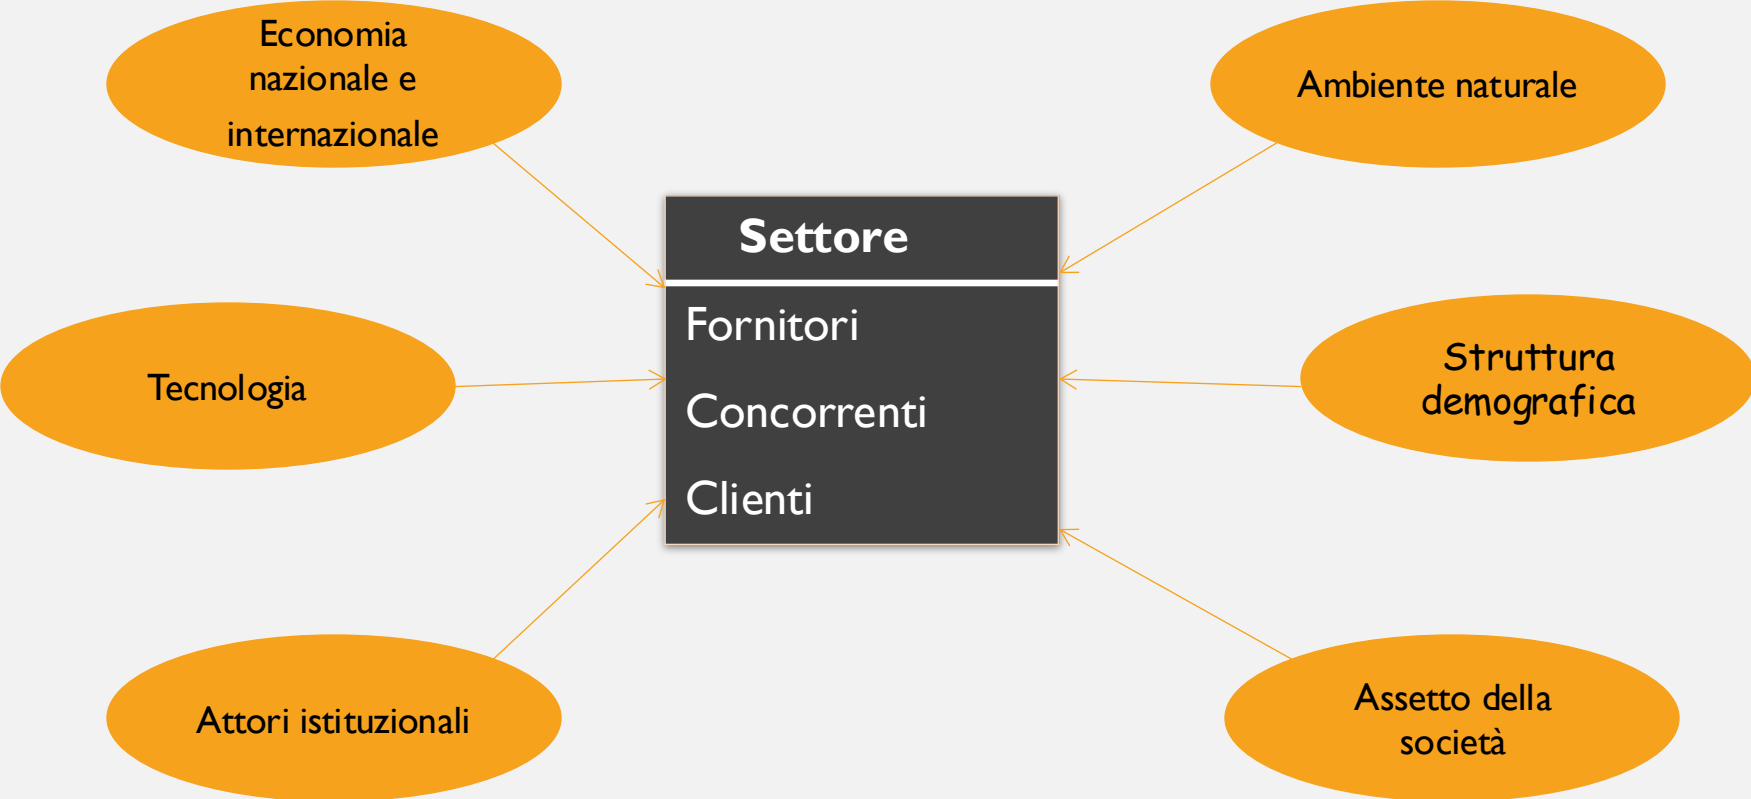 Economia
nazionale e
internazionale
Ambiente naturale
Settore
Fornitori
Concorrenti
Clienti
Tecnologia
Struttura
demografica
Attori istituzionali
Assetto della
società